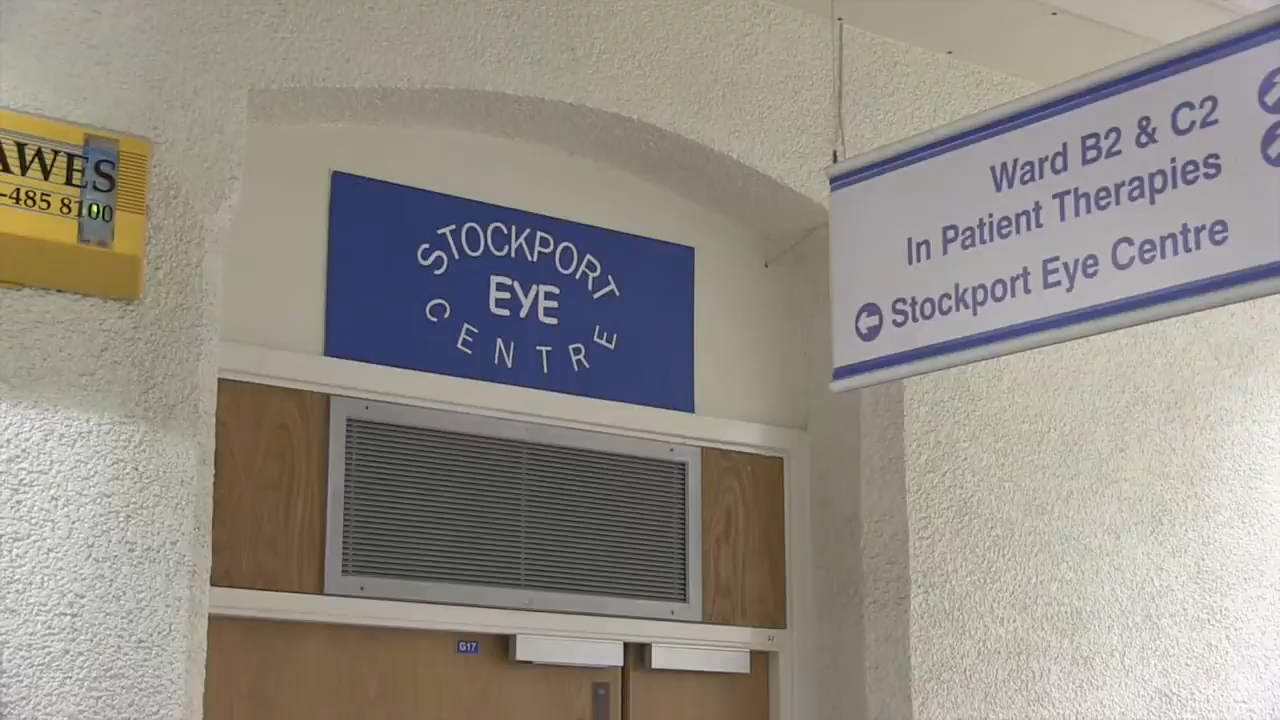 AWES
-485 8100
STOCKPORT
EYE
CENTRE
Ward B2 & C2
In Patient Therapies
Stockport Eye Centre
G17